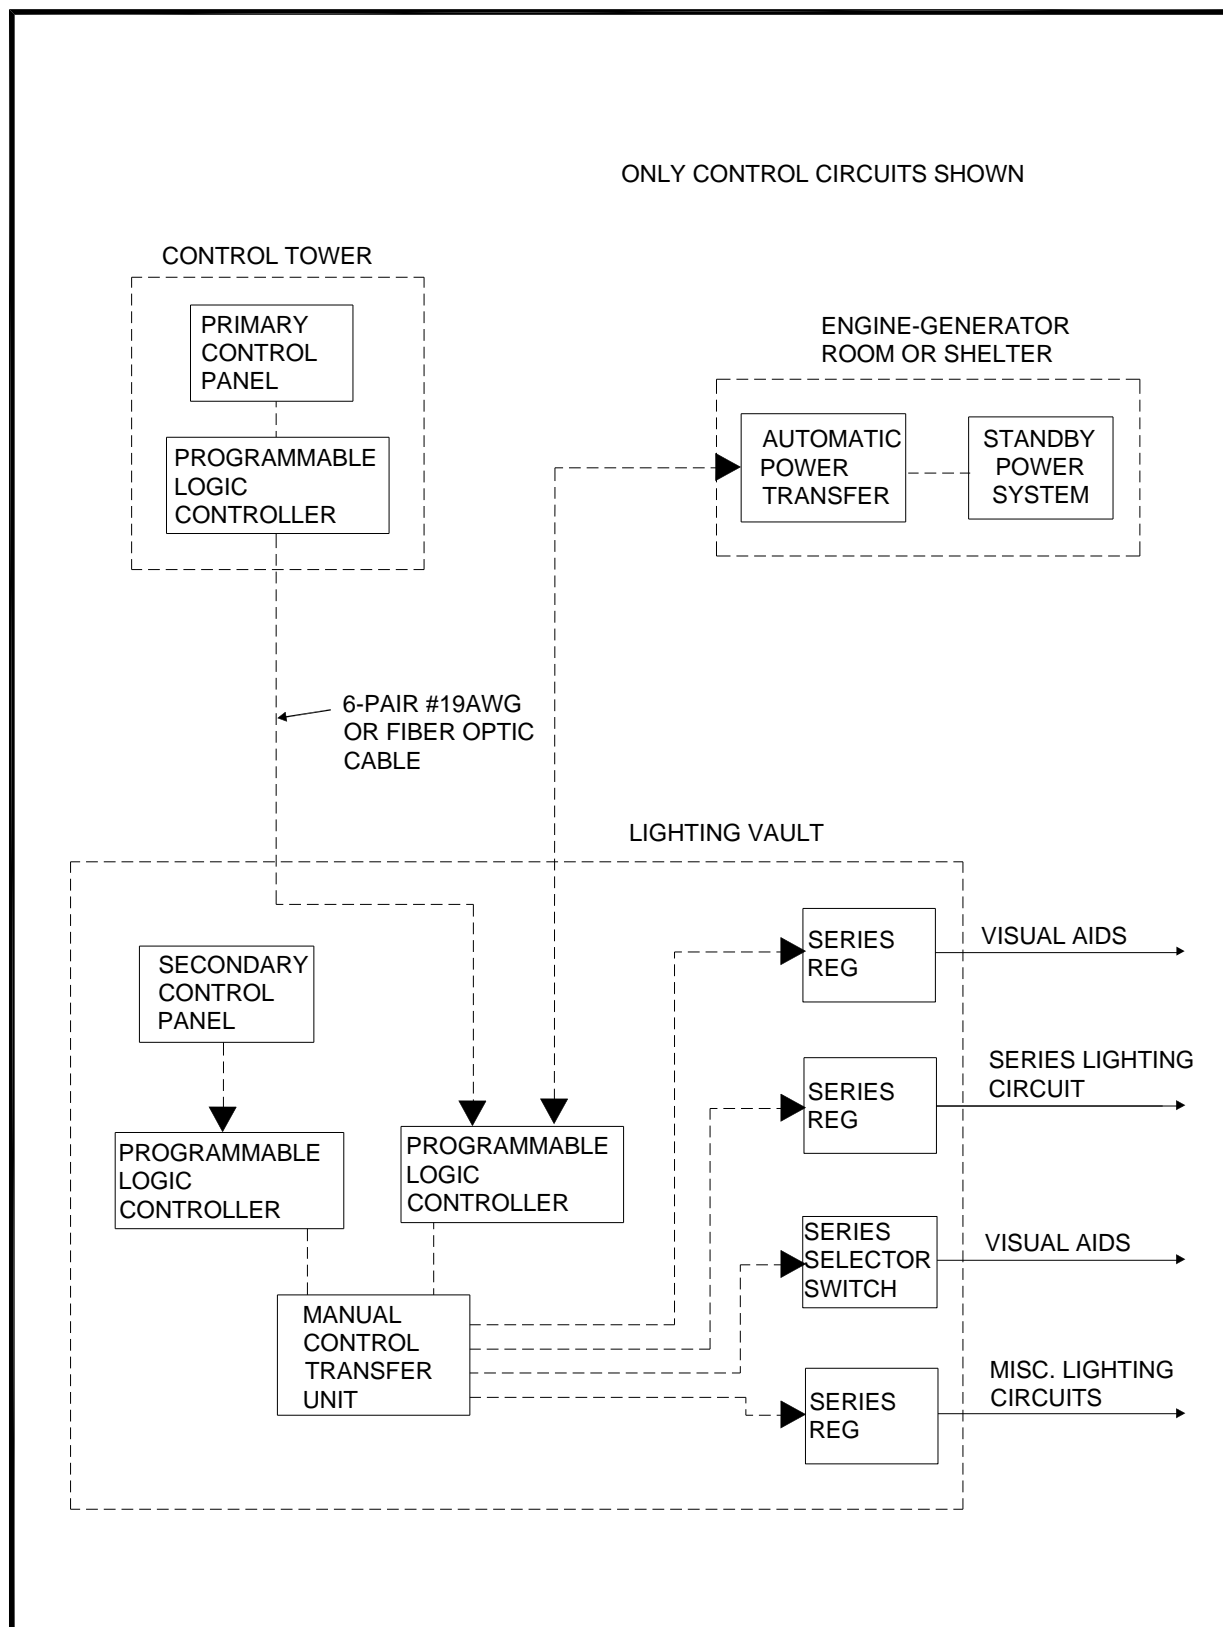 ONLY CONTROL CIRCUITS SHOWN
CONTROL TOWER
PRIMARY
CONTROL
PANEL
PROGRAMMABLE
LOGIC
CONTROLLER
ENGINE-GENERATOR
ROOM OR SHELTER
AUTOMATIC
POWER
TRANSFER
STANDBY
POWER
SYSTEM
6-PAIR #19AWG
OR FIBER OPTIC
CABLE
LIGHTING VAULT
SECONDARY
CONTROL
PANEL
PROGRAMMABLE
LOGIC
CONTROLLER
PROGRAMMABLE
LOGIC
CONTROLLER
MANUAL
CONTROL
TRANSFER
UNIT
SERIES
REG
VISUAL AIDS
SERIES
REG
SERIES LIGHTING
CIRCUIT
SERIES
SELECTOR
SWITCH
VISUAL AIDS
SERIES
REG
MISC. LIGHTING
CIRCUITS